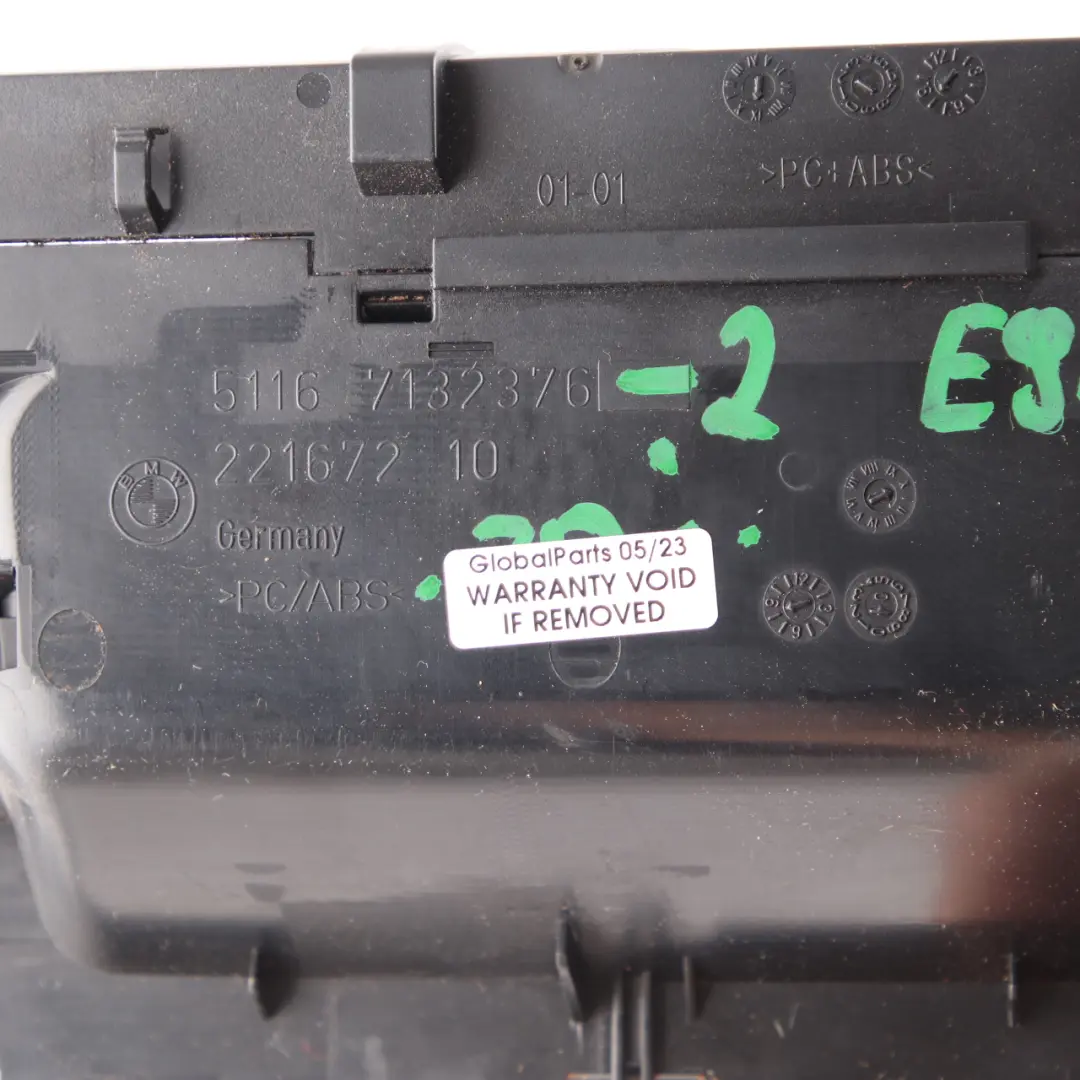 01-01
>PC+ABS<
5116 7132376 -2
221672 10
BMW
Germany
>PC/ABS<
GlobalParts 05/23
WARRANTY VOID
IF REMOVED